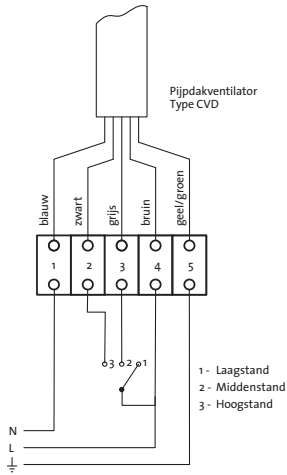 Pijpdakventilator
Type CVD
blauw
zwart
grijs
bruin
geel/groen
1 2 3 4 5
3 2 1
1 - Laagstand
2 - Middenstand
3 - Hoogstand
N
L